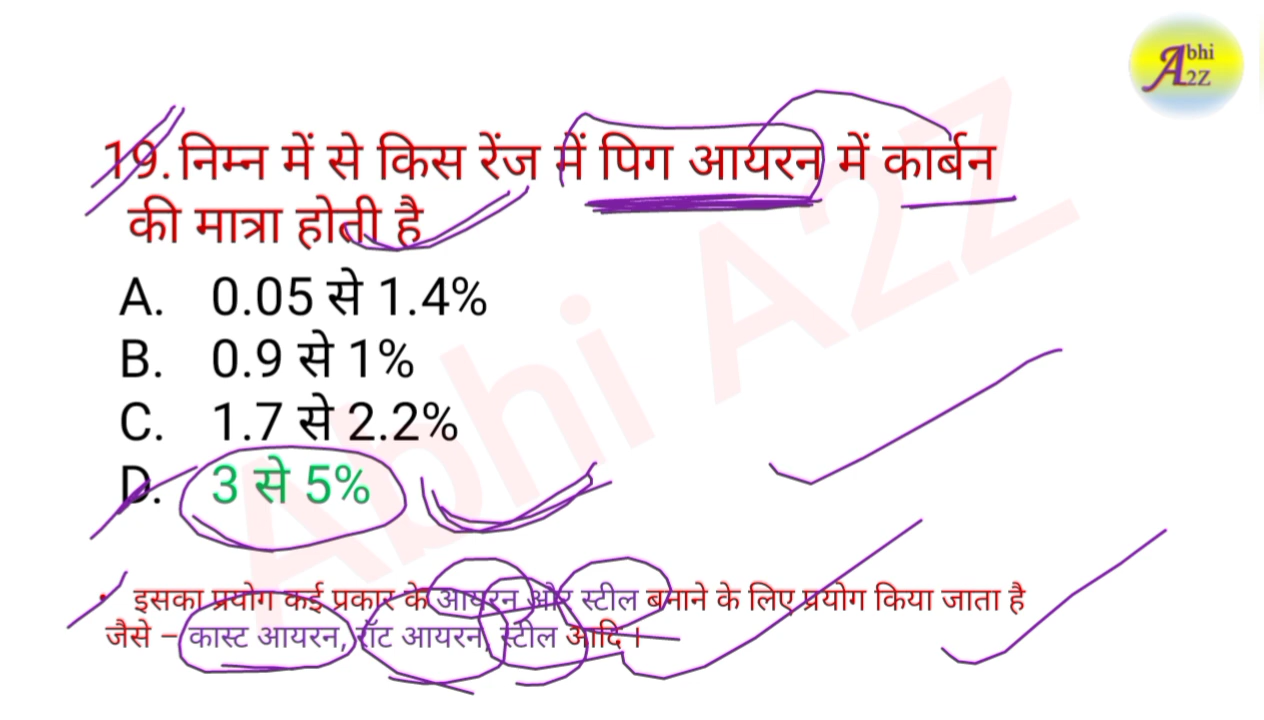 Abhi
A2Z
19. निम्न में से किस रेंज में पिग आयरन में कार्बन
की मात्रा होती है
A. 0.05 से 1.4%
B. 0.9 से 1%
C. 1.7 से 2.2%
D. 3 से 5%
• इसका प्रयोग कई प्रकार के आयरन और स्टील बनाने के लिए प्रयोग किया जाता है
जैसे – कास्ट आयरन, रॉट आयरन, स्टील आदि ।
Abhi A2Z